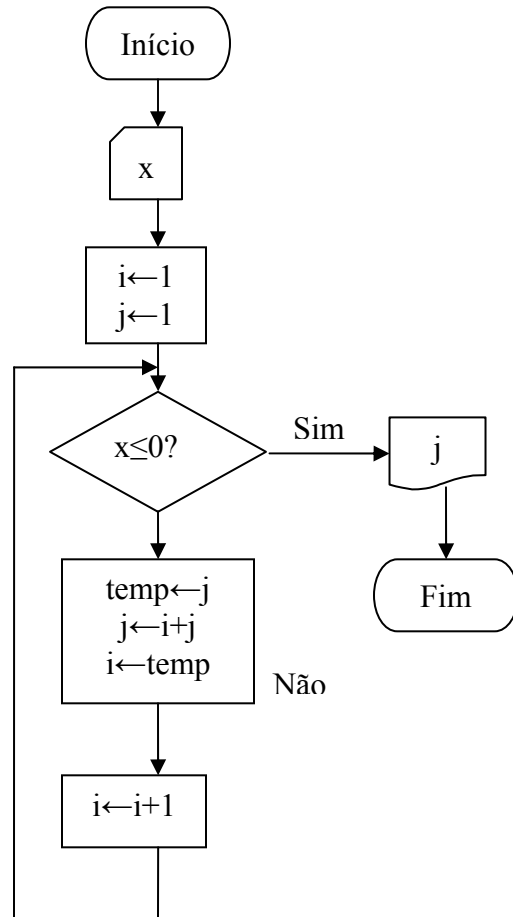 Início
x
i←1
j←1
x≤0?
Sim
j
Fim
temp←j
j←i+j
i←temp
Não
i←i+1